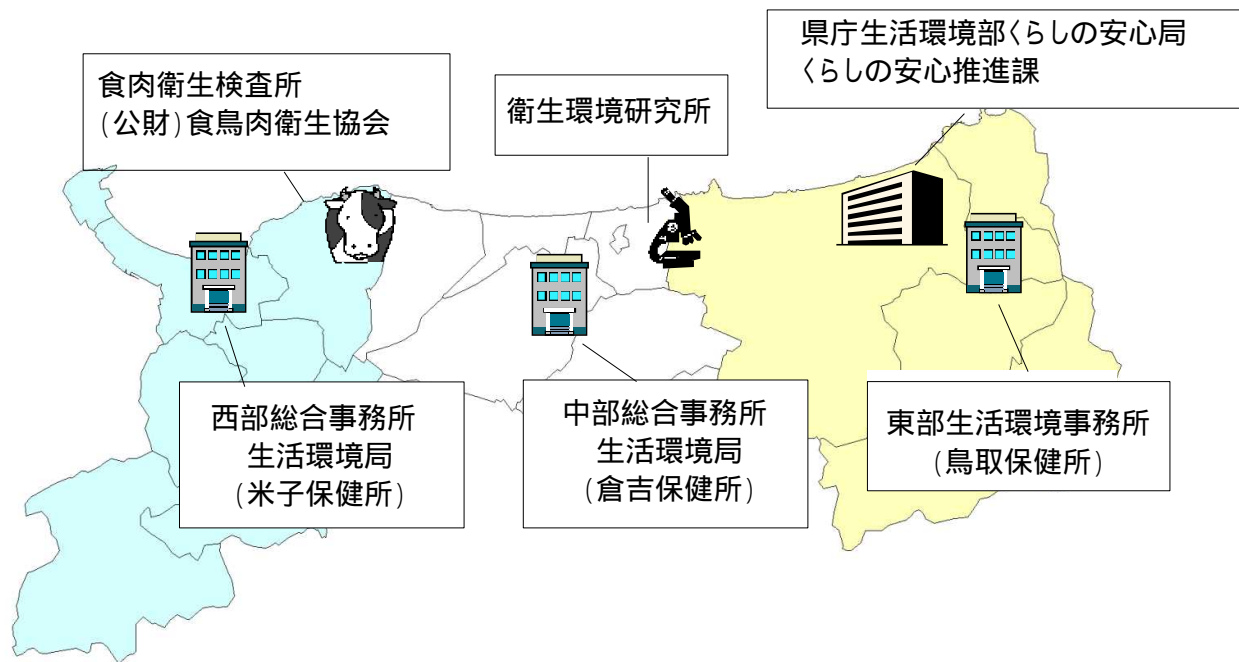 食肉衛生検査所
(公財)食鳥肉衛生協会
衛生環境研究所
県庁生活環境部くらしの安心局
くらしの安心推進課
西部総合事務所
生活環境局
(米子保健所)
中部総合事務所
生活環境局
(倉吉保健所)
東部生活環境事務所
(鳥取保健所)